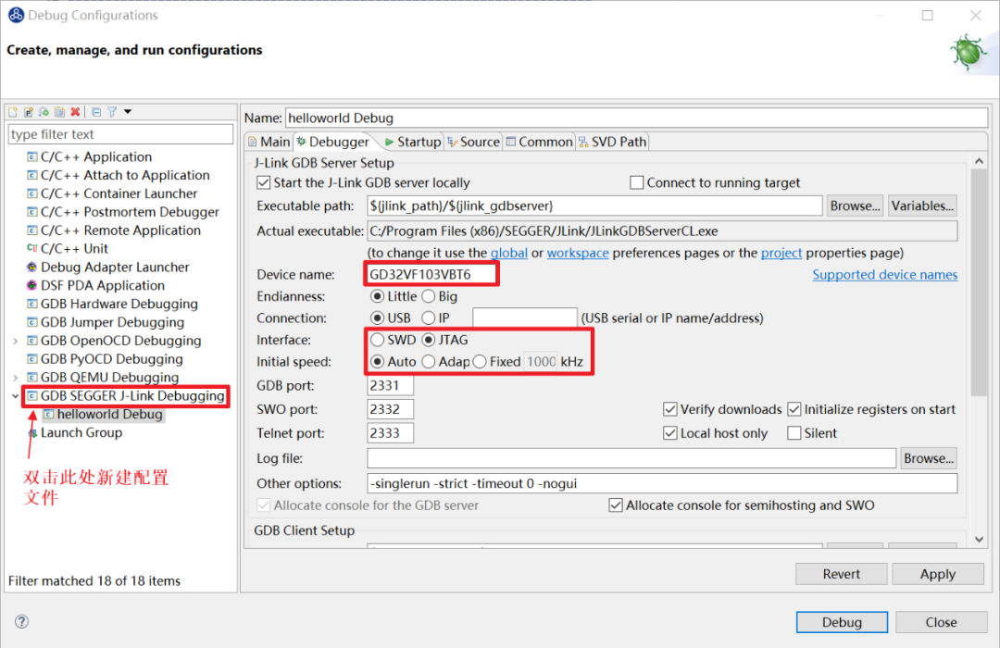 Debug Configurations
Create, manage, and run configurations
type filter text
C/C++ Application
C/C++ Attach to Application
C/C++ Container Launcher
C/C++ Postmortem Debugger
C/C++ Remote Application
C/C++ Unit
Debug Adapter Launcher
DSF PDA Application
GDB Hardware Debugging
GDB Jumper Debugging
GDB OpenOCD Debugging
GDB PyOCD Debugging
GDB QEMU Debugging
GDB SEGGER J-Link Debugging
helloworld Debug
Launch Group
双击此处新建配置
文件
Filter matched 18 of 18 items
Name: helloworld Debug
Main Debugger Startup Source Common SVD Path
J-Link GDB Server Setup
Start the J-Link GDB server locally Connect to running target
Executable path: ${jlink_path}/${jlink_gdbserver} Browse... Variables...
Actual executable: C:/Program Files (x86)/SEGGER/JLink/JLinkGDBServerCL.exe
(to change it use the global or workspace preferences pages or the project properties page)
Device name: GD32VF103VBT6 Supported device names
Endianness: Little Big
Connection: USB IP (USB serial or IP name/address)
Interface: SWD JTAG
Initial speed: Auto Adap Fixed 1000 kHz
GDB port: 2331
SWO port: 2332 Verify downloads Initialize registers on start
Telnet port: 2333 Local host only Silent
Log file: Browse...
Other options: -singlerun -strict -timeout 0 -nogui
Allocate console for the GDB server Allocate console for semihosting and SWO
GDB Client Setup
Revert Apply
Debug Close